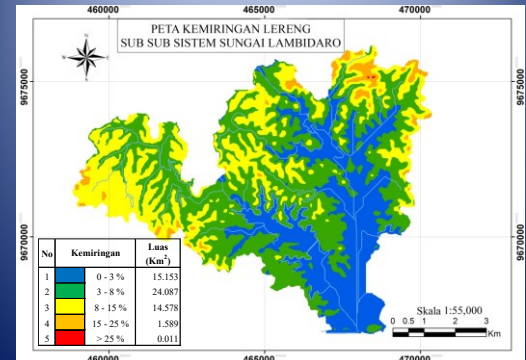 460000 465000 470000
PETA KEMIRINGAN LERENG
SUB SUB SISTEM SUNGAI LAMBIDARO
N
W E
S
9675000 9675000
9670000 9670000
No Kemiringan Luas (Km²)
1 0 - 3 % 15.153
2 3 - 8 % 24.087
3 8 - 15 % 14.578
4 15 - 25 % 1.589
5 > 25 % 0.011
Skala 1:55,000
0 0.5 1 2 3
Km
460000 465000 470000